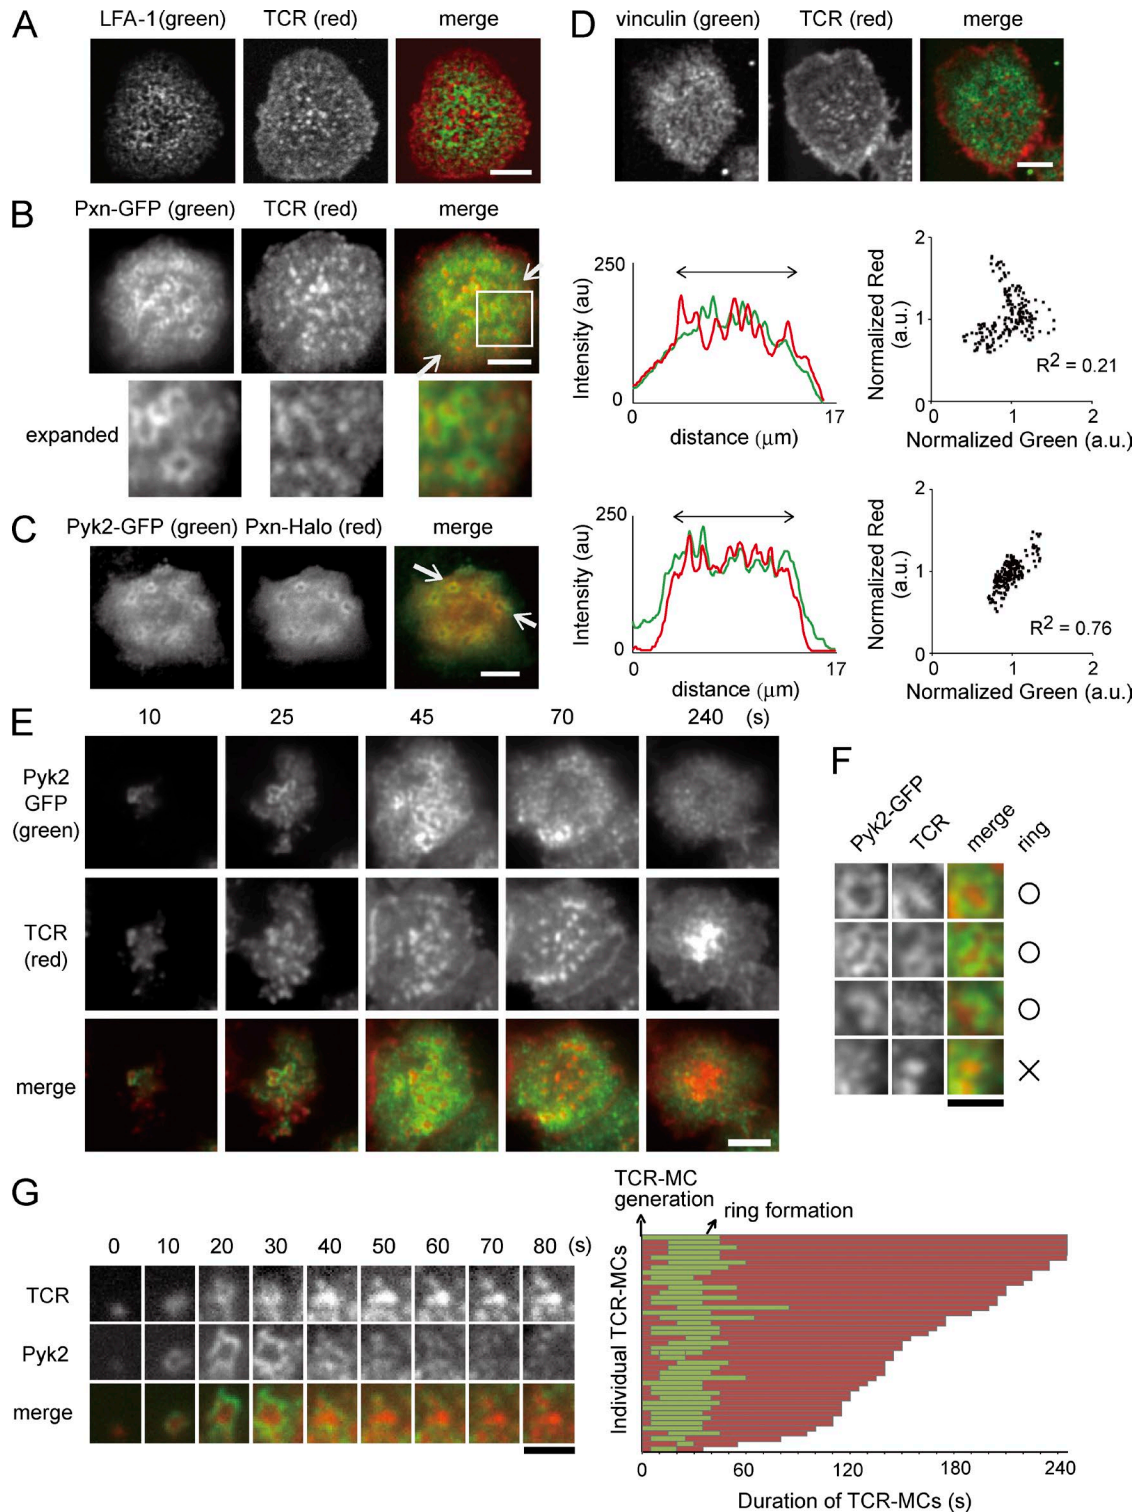 A
LFA-1(green)
TCR (red)
merge
D
vinculin (green)
TCR (red)
merge
B
Pxn-GFP (green)
TCR (red)
merge
expanded
250
Intensity (au)
0
0
17
distance (μm)
2
Normalized Red
(a.u.)
1
0
R² = 0.21
0
1
2
Normalized Green (a.u.)
C
Pyk2-GFP (green)
Pxn-Halo (red)
merge
250
Intensity (au)
0
0
17
distance (μm)
2
Normalized Red
(a.u.)
1
0
R² = 0.76
0
1
2
Normalized Green (a.u.)
E
10
25
45
70
240
(s)
Pyk2
GFP
(green)
TCR
(red)
merge
F
Pyk2-GFP
TCR
merge
ring
G
0
10
20
30
40
50
60
70
80
(s)
TCR
Pyk2
merge
TCR-MC
generation
ring formation
Individual TCR-MCs
0
60
120
180
240
Duration of TCR-MCs (s)